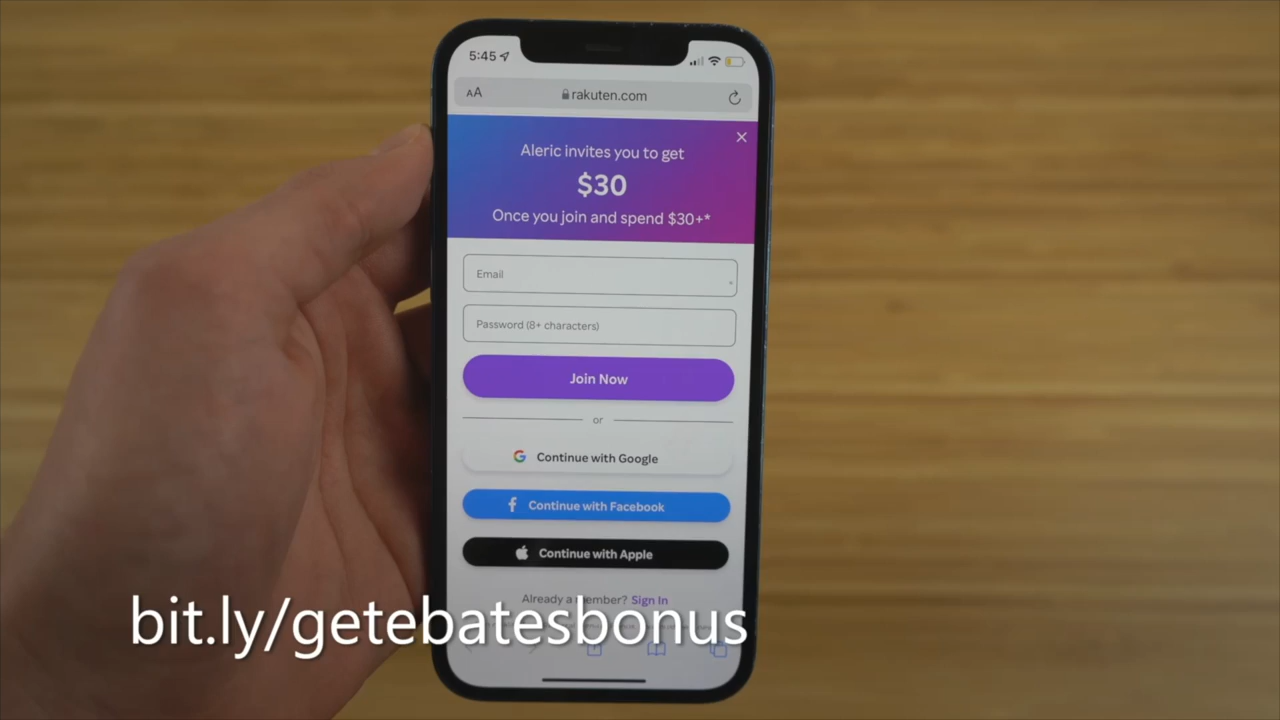 5:45
AA rakuten.com
Aleric invites you to get
$30
Once you join and spend $30+*
Email
Password (8+ characters)
Join Now
or
Continue with Google
Continue with Facebook
Continue with Apple
Already a member? Sign In
bit.ly/getebatesbonus